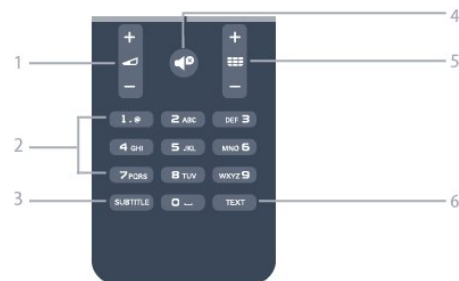 4
+ +
1
5
− −
1 . @ 2 ABC DEF 3
2
4 GHI 5 JKL MNO 6
7 PQRS 8 TUV WXYZ 9
3 SUBTITLE 0 ⎵ TEXT 6